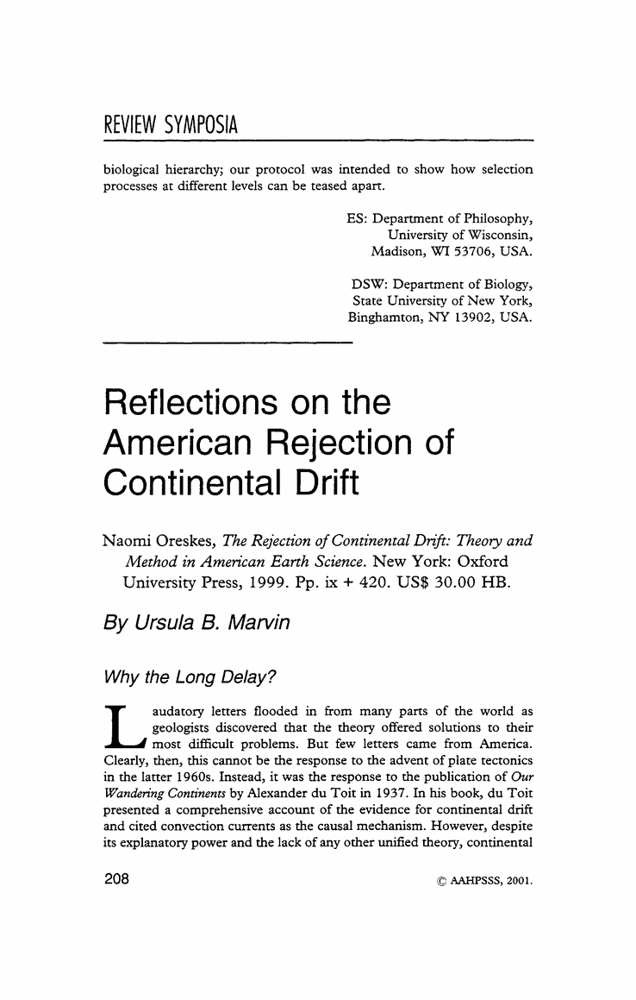 REVIEW SYMPOSIA
biological hierarchy; our protocol was intended to show how selection
processes at different levels can be teased apart.
ES: Department of Philosophy,
University of Wisconsin,
Madison, WI 53706, USA.
DSW: Department of Biology,
State University of New York,
Binghamton, NY 13902, USA.
Reflections on the
American Rejection of
Continental Drift
Naomi Oreskes, The Rejection of Continental Drift: Theory and
Method in American Earth Science. New York: Oxford
University Press, 1999. Pp. ix + 420. US$ 30.00 HB.
By Ursula B. Marvin
Why the Long Delay?
Laudatory letters flooded in from many parts of the world as
geologists discovered that the theory offered solutions to their
most difficult problems. But few letters came from America.
Clearly, then, this cannot be the response to the advent of plate tectonics
in the latter 1960s. Instead, it was the response to the publication of Our
Wandering Continents by Alexander du Toit in 1937. In his book, du Toit
presented a comprehensive account of the evidence for continental drift
and cited convection currents as the causal mechanism. However, despite
its explanatory power and the lack of any other unified theory, continental
208
© AAHPSSS, 2001.